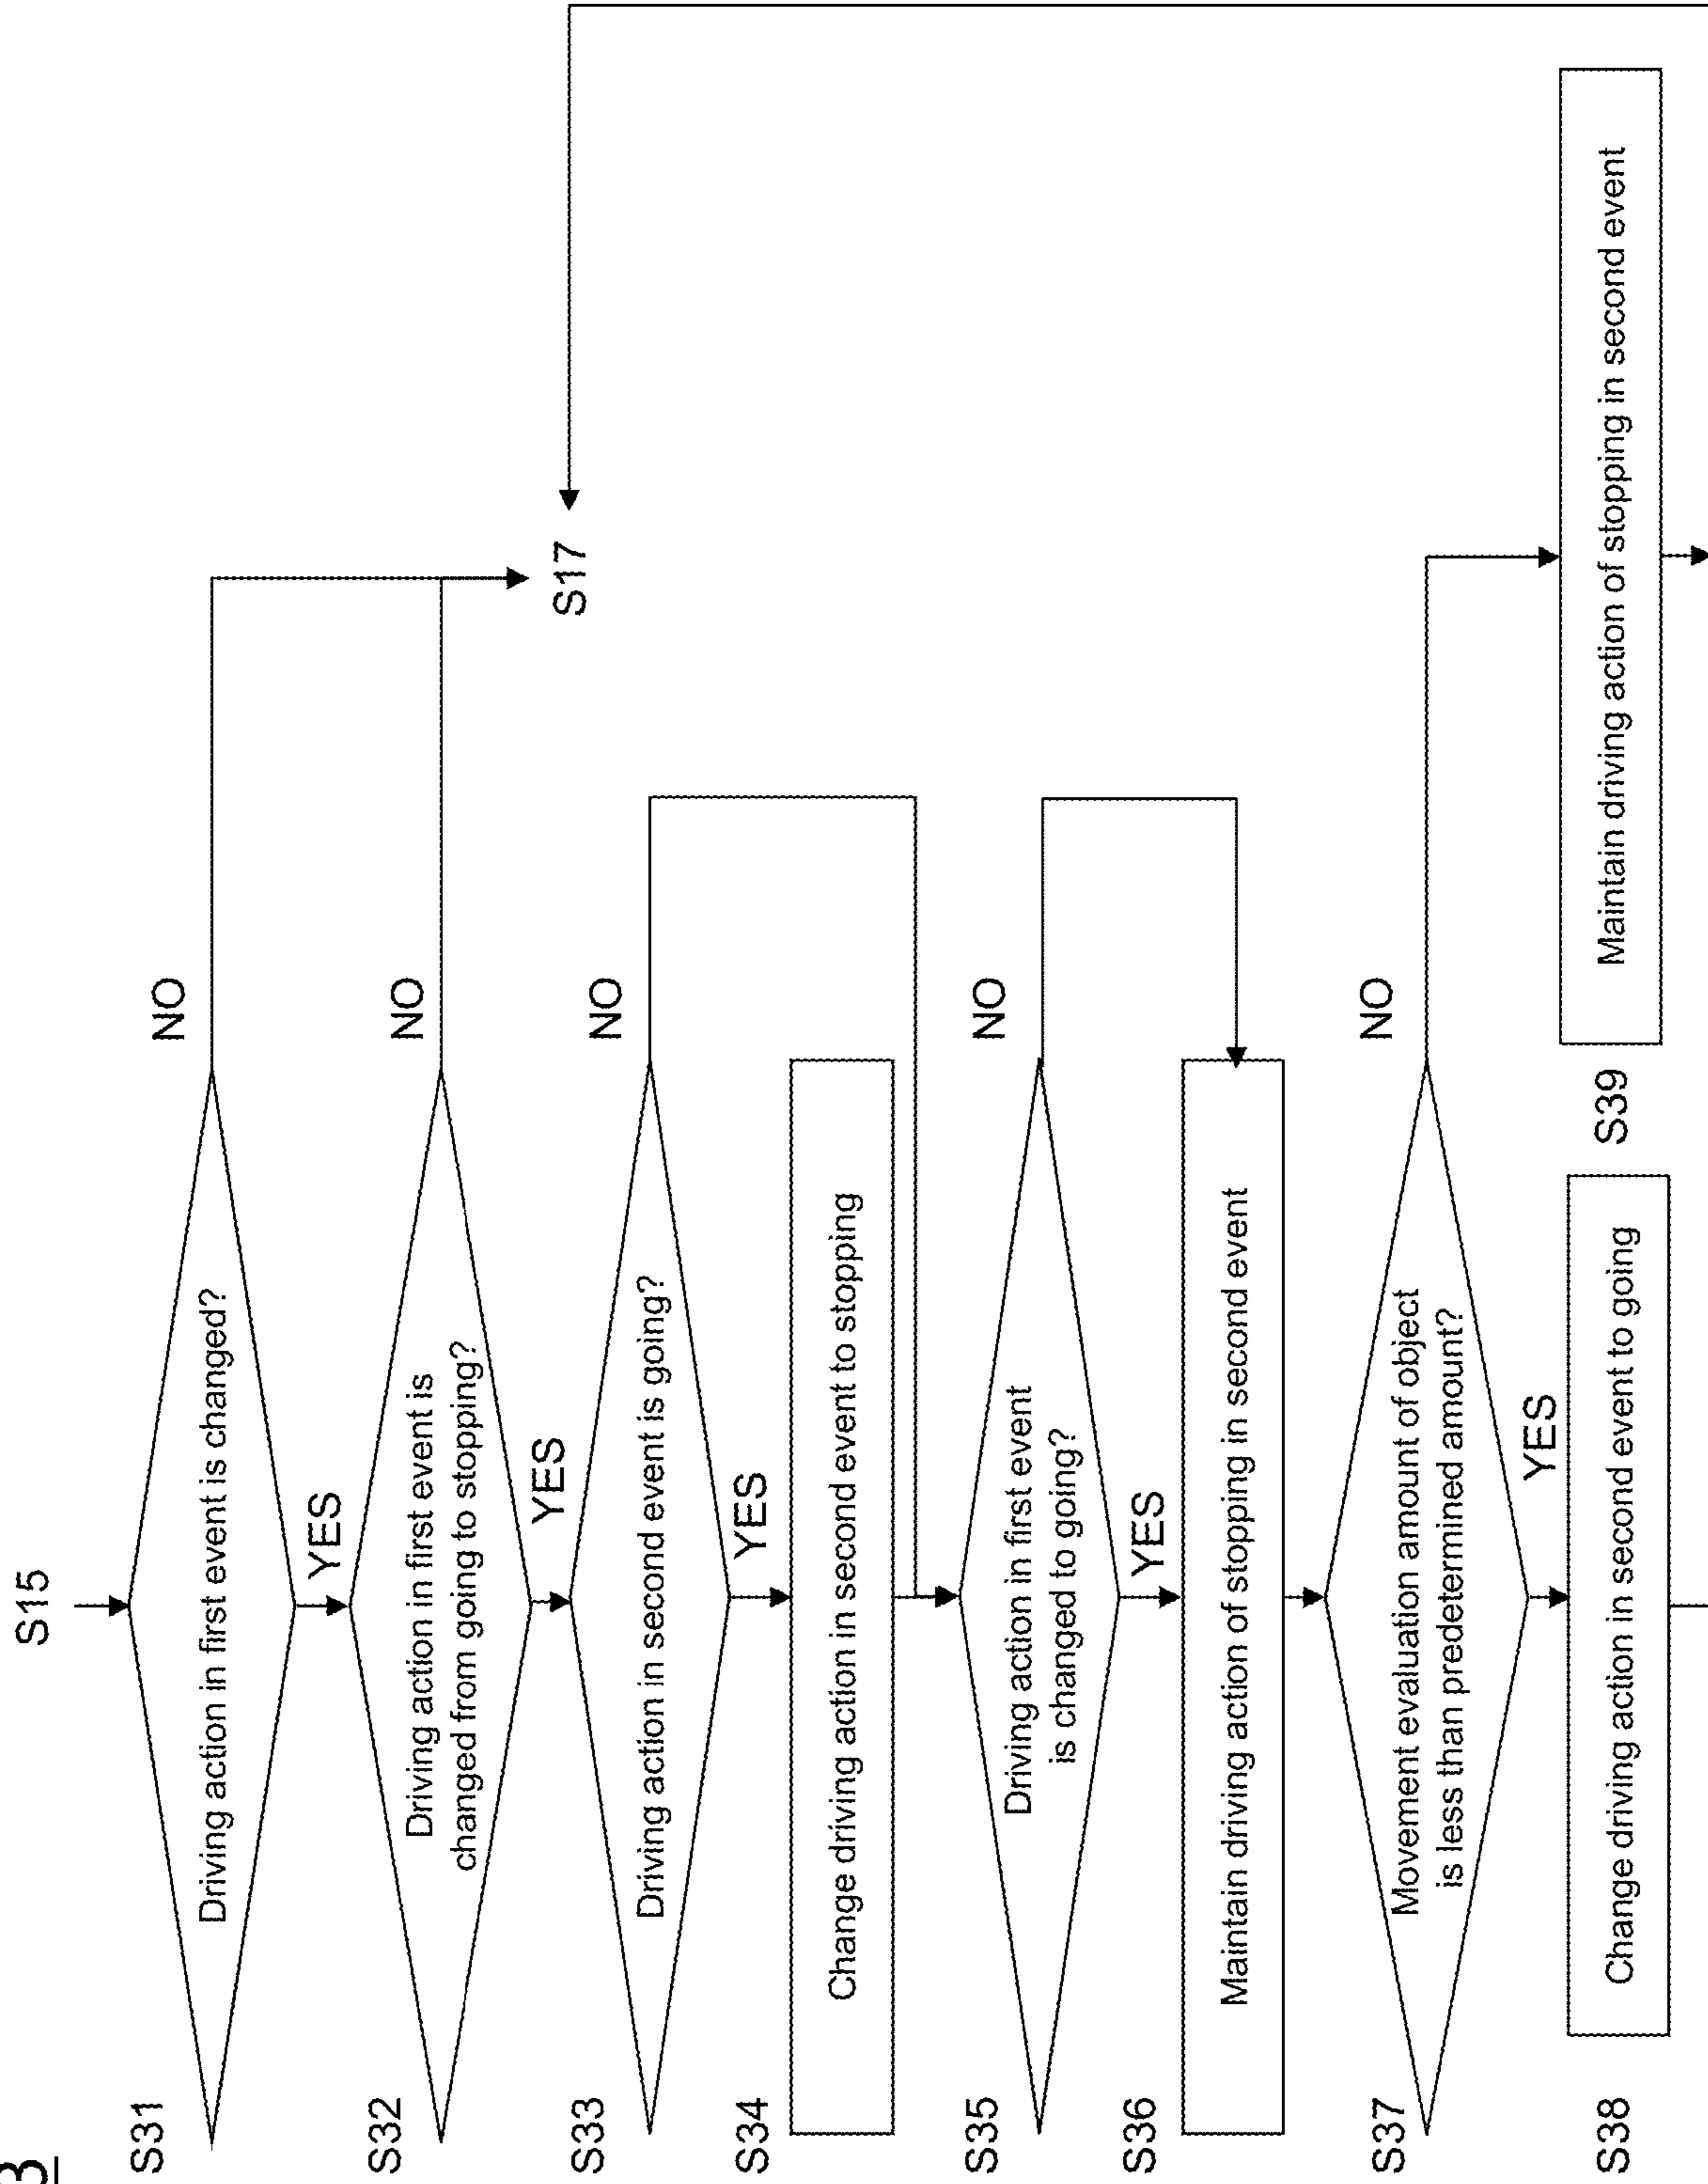 3
S15
S31
Driving action in first event is changed?
NO
YES
S32
Driving action in first event is
changed from going to stopping?
NO
YES
S17
S33
Driving action in second event is going?
NO
YES
S34
Change driving action in second event to stopping
S35
Driving action in first event
is changed to going?
NO
YES
S36
Maintain driving action of stopping in second event
S37
Movement evaluation amount of object
is less than predetermined amount?
NO
YES
S38
Change driving action in second event to going
S39
Maintain driving action of stopping in second event